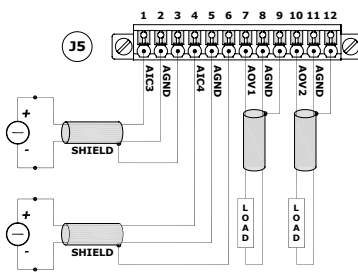 1 2 3 4 5 6 7 8 9 10 11 12
J5
AIC3
AGND
AIC4
AGND
AOV1
AGND
AOV2
AGND
+
-
SHIELD
+
-
SHIELD
LOAD
LOAD